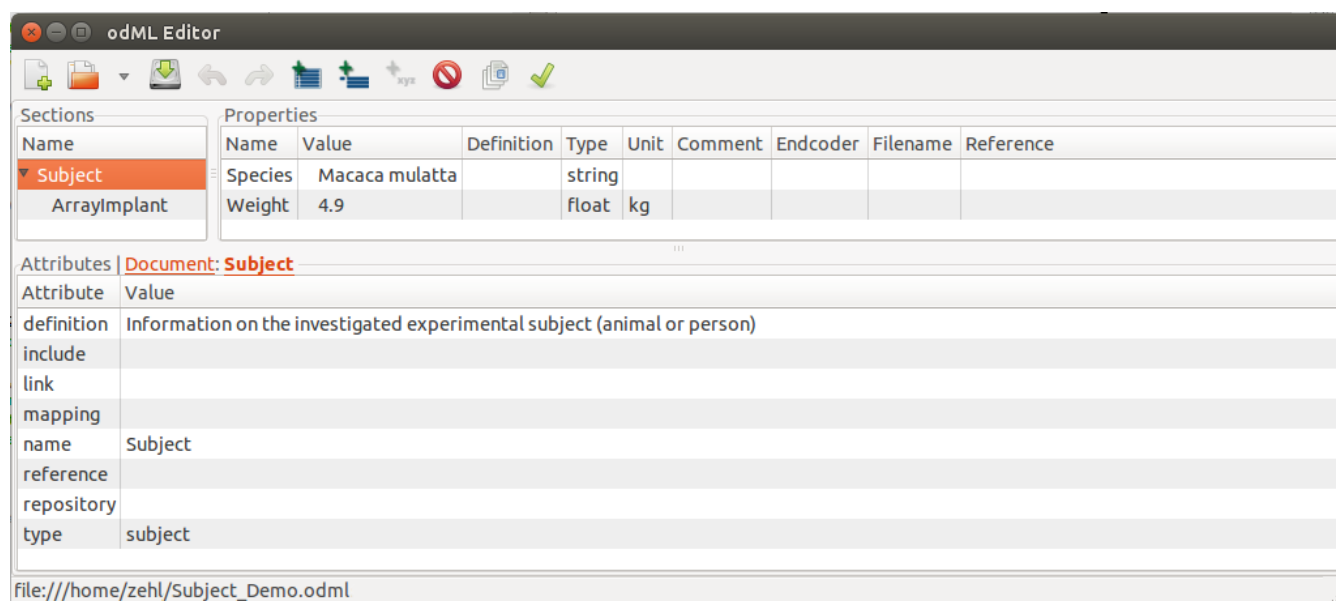 odML Editor
xyz
Sections
Properties
Name
Name Value Definition Type Unit Comment Endcoder Filename Reference
Subject
Species Macaca mulatta string
ArrayImplant
Weight 4.9 float kg
Attributes | Document: Subject
Attribute Value
definition Information on the investigated experimental subject (animal or person)
include
link
mapping
name Subject
reference
repository
type subject
file:///home/zehl/Subject_Demo.odml